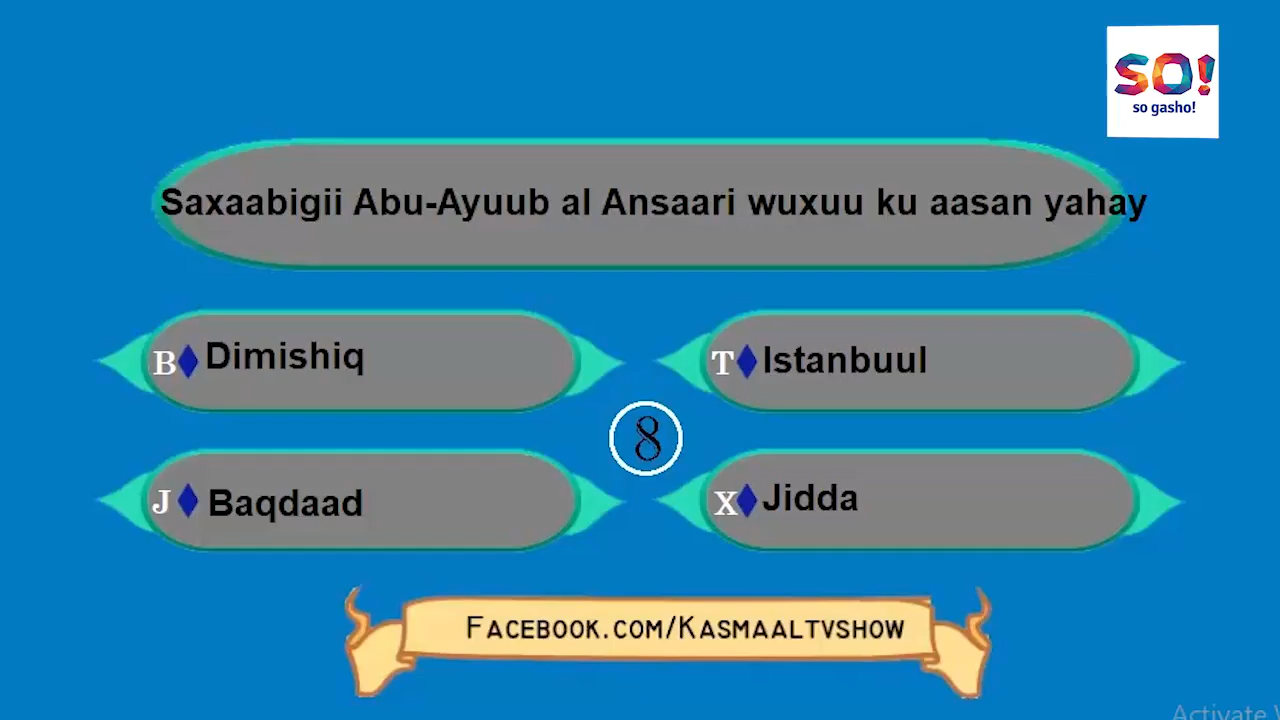 SO!
so gasho!
Saxaabigii Abu-Ayuub al Ansaari wuxuu ku aasan yahay
B Dimishiq
T Istanbuul
8
J Baqdaad
X Jidda
FACEBOOK.COM/KASMAALTVSHOW
Activate